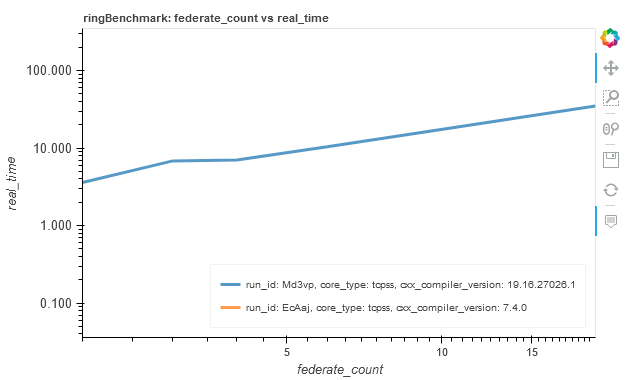 ringBenchmark: federate_count vs real_time
100.000
10.000
1.000
0.100
real_time
run_id: Md3vp, core_type: tcpss, cxx_compiler_version: 19.16.27026.1
run_id: EcAaj, core_type: tcpss, cxx_compiler_version: 7.4.0
5
10
15
federate_count